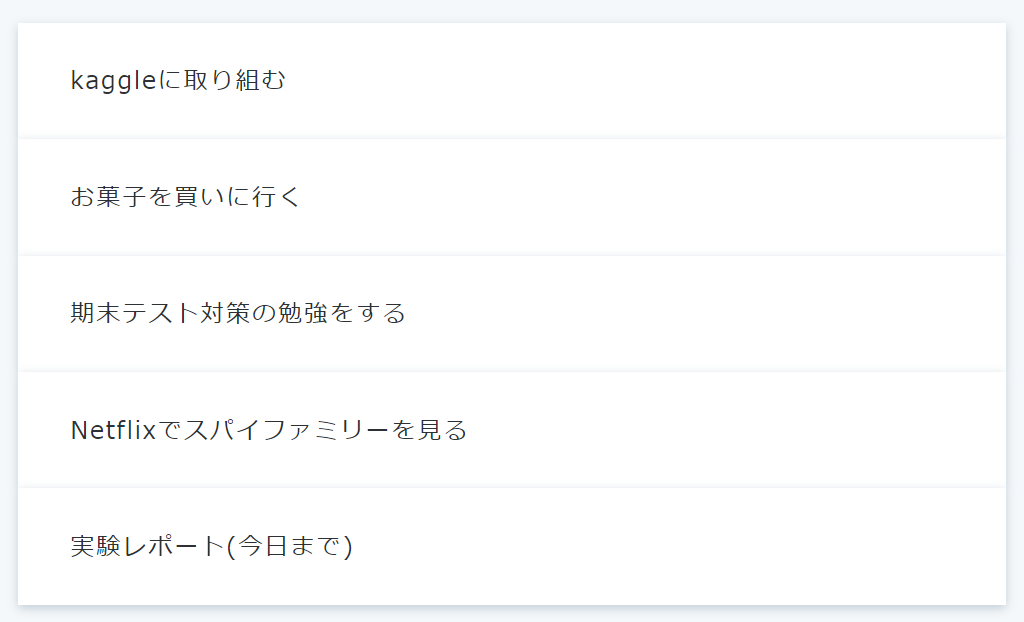 kaggleに取り組む
お菓子を買いに行く
期末テスト対策の勉強をする
Netflixでスパイファミリーを見る
実験レポート(今日まで)